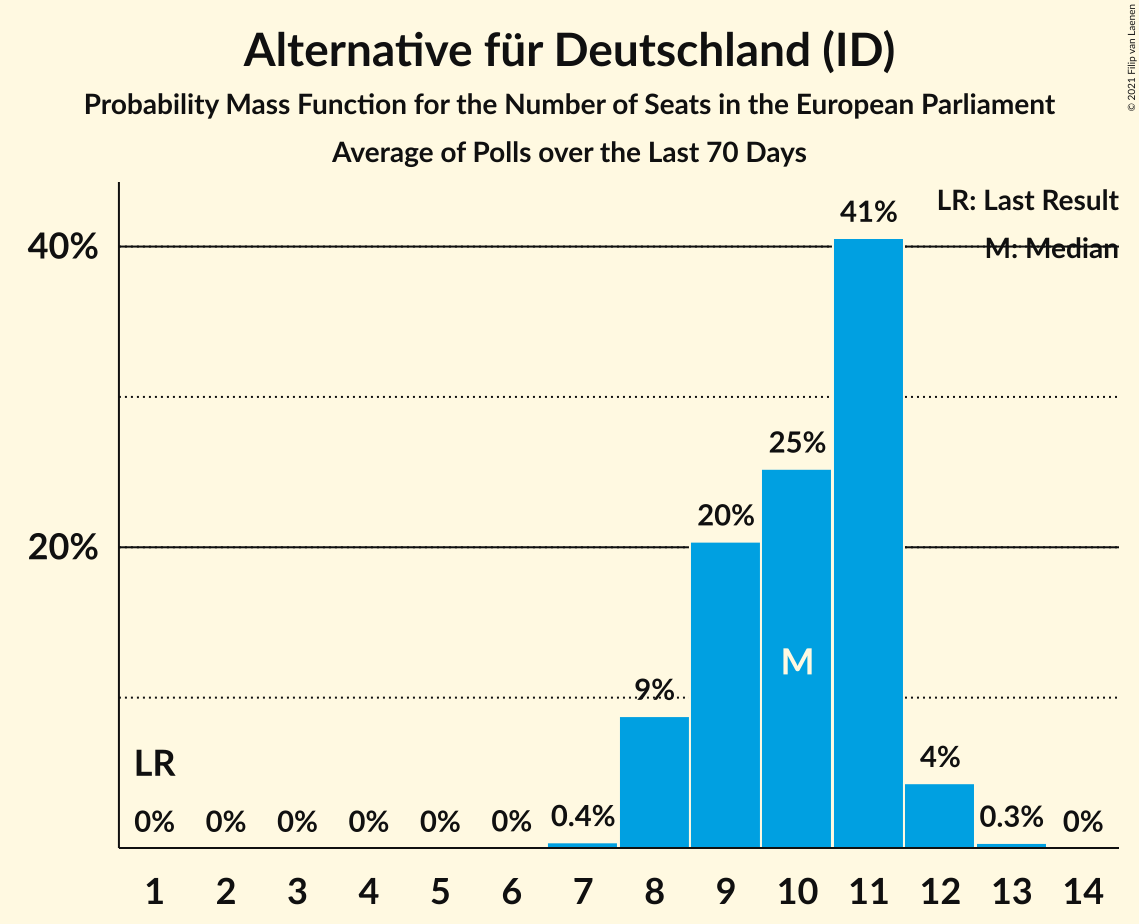 Alternative für Deutschland (ID)
Probability Mass Function for the Number of Seats in the European Parliament
Average of Polls over the Last 70 Days
© 2021 Filip van Laenen
LR: Last Result
M: Median
40%
20%
41%
25%
20%
M
9%
4%
LR
0% 0% 0% 0% 0% 0% 0.4% 0.3% 0%
1 2 3 4 5 6 7 8 9 10 11 12 13 14